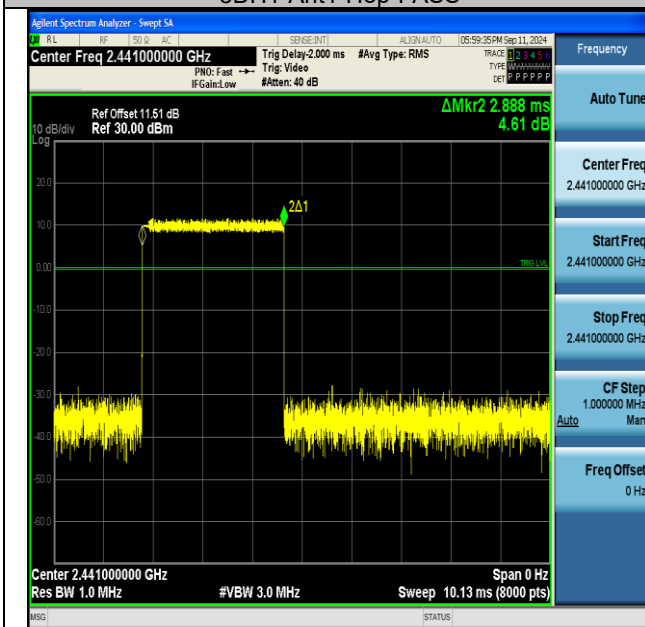 Agilent Spectrum Analyzer - Swept SA
RL RF 50 Ω AC SENSE:INT ALIGN AUTO 05:59:35 PM Sep 11, 2024
Center Freq 2.441000000 GHz
PNO: Fast
IFGain:Low
Trig Delay-2.000 ms
Trig: Video
#Atten: 40 dB
#Avg Type: RMS
TRACE 1 2 3 4 5 6
TYPE
DET P P P P P P
Frequency
Auto Tune
Center Freq
2.441000000 GHz
Start Freq
2.441000000 GHz
Stop Freq
2.441000000 GHz
CF Step
1.000000 MHz
Auto Man
Freq Offset
0 Hz
ΔMkr2 2.888 ms
4.61 dB
Ref Offset 11.51 dB
10 dB/div Ref 30.00 dBm
Log
20.0
10.0
0.00
-10.0
-20.0
-30.0
-40.0
-50.0
-60.0
2Δ1
TRIG LVL
Center 2.441000000 GHz Span 0 Hz
Res BW 1.0 MHz #VBW 3.0 MHz Sweep 10.13 ms (8000 pts)
MSG STATUS